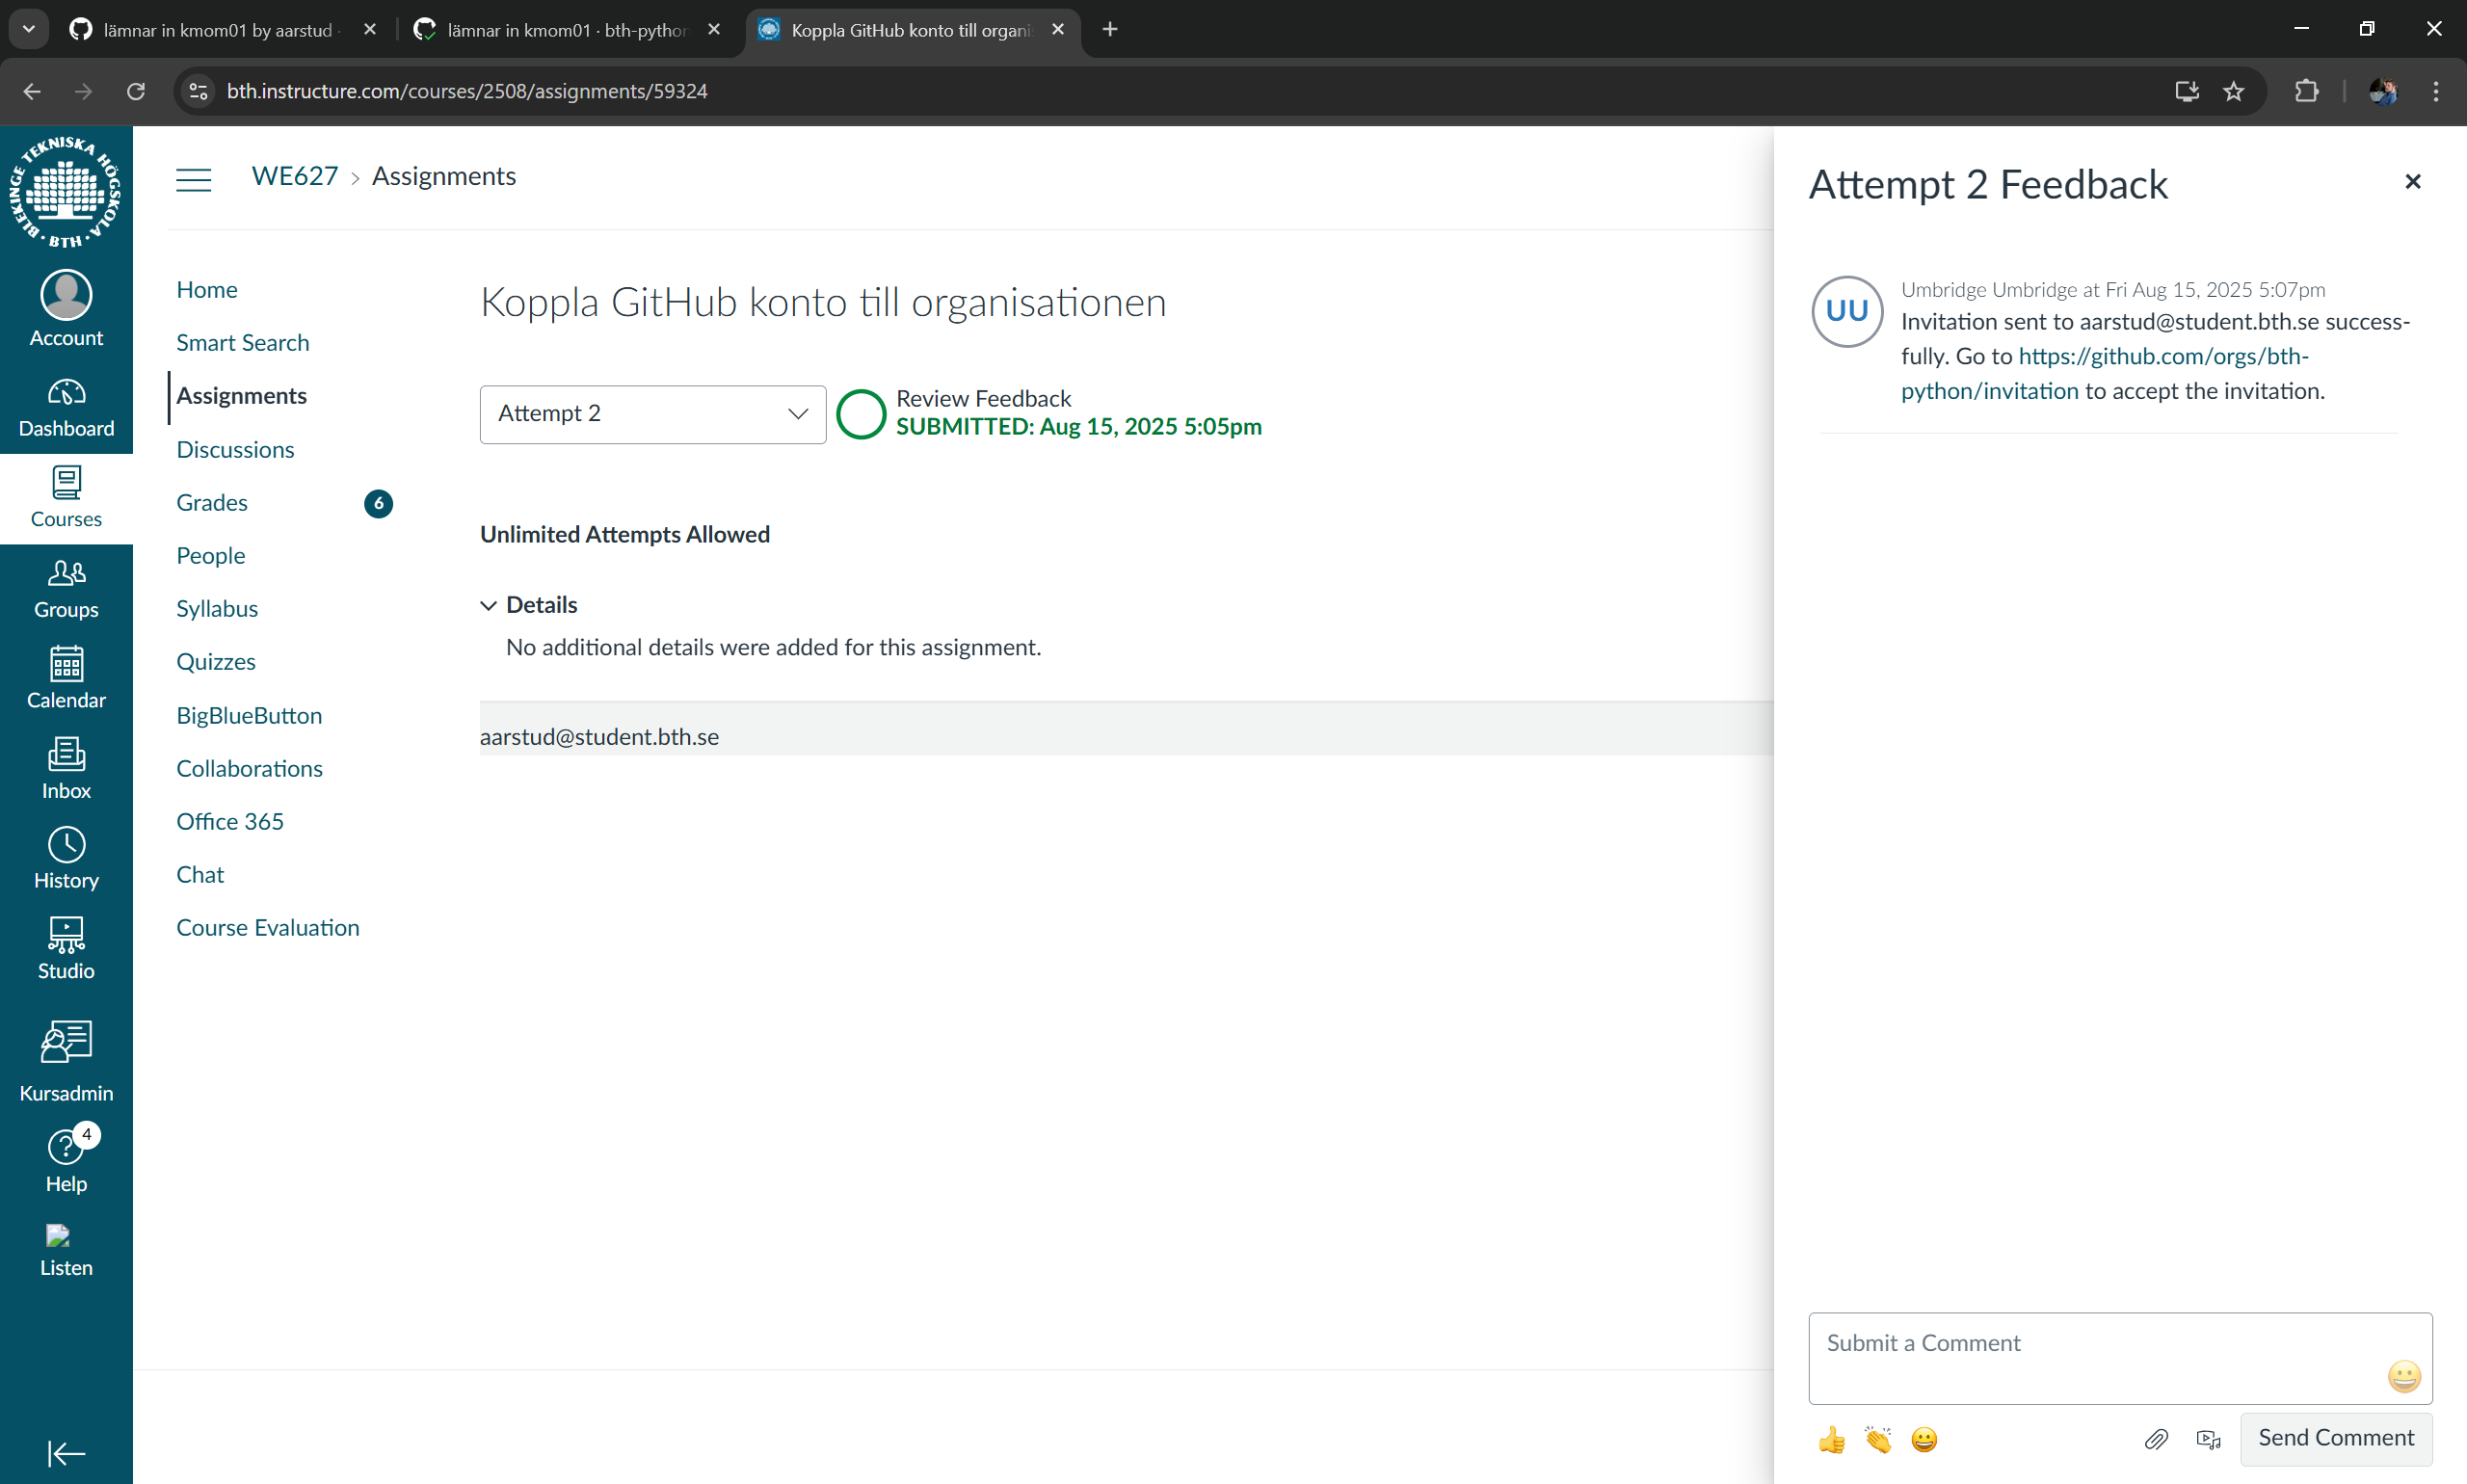 lämnar in kmom01 by aarstud
lämnar in kmom01 · bth-python
Koppla GitHub konto till organis
bth.instructure.com/courses/2508/assignments/59324
BLEKINGE TEKNISKA HÖGSKOLA · BTH ·
Account
Dashboard
Courses
Groups
Calendar
Inbox
History
Studio
Kursadmin
4
Help
Listen
WE627 > Assignments
Home
Smart Search
Assignments
Discussions
Grades 6
People
Syllabus
Quizzes
BigBlueButton
Collaborations
Office 365
Chat
Course Evaluation
Koppla GitHub konto till organisationen
Attempt 2
Review Feedback
SUBMITTED: Aug 15, 2025 5:05pm
Unlimited Attempts Allowed
Details
No additional details were added for this assignment.
aarstud@student.bth.se
Attempt 2 Feedback
UU
Umbridge Umbridge at Fri Aug 15, 2025 5:07pm
Invitation sent to aarstud@student.bth.se success-
fully. Go to https://github.com/orgs/bth-
python/invitation to accept the invitation.
Submit a Comment
Send Comment